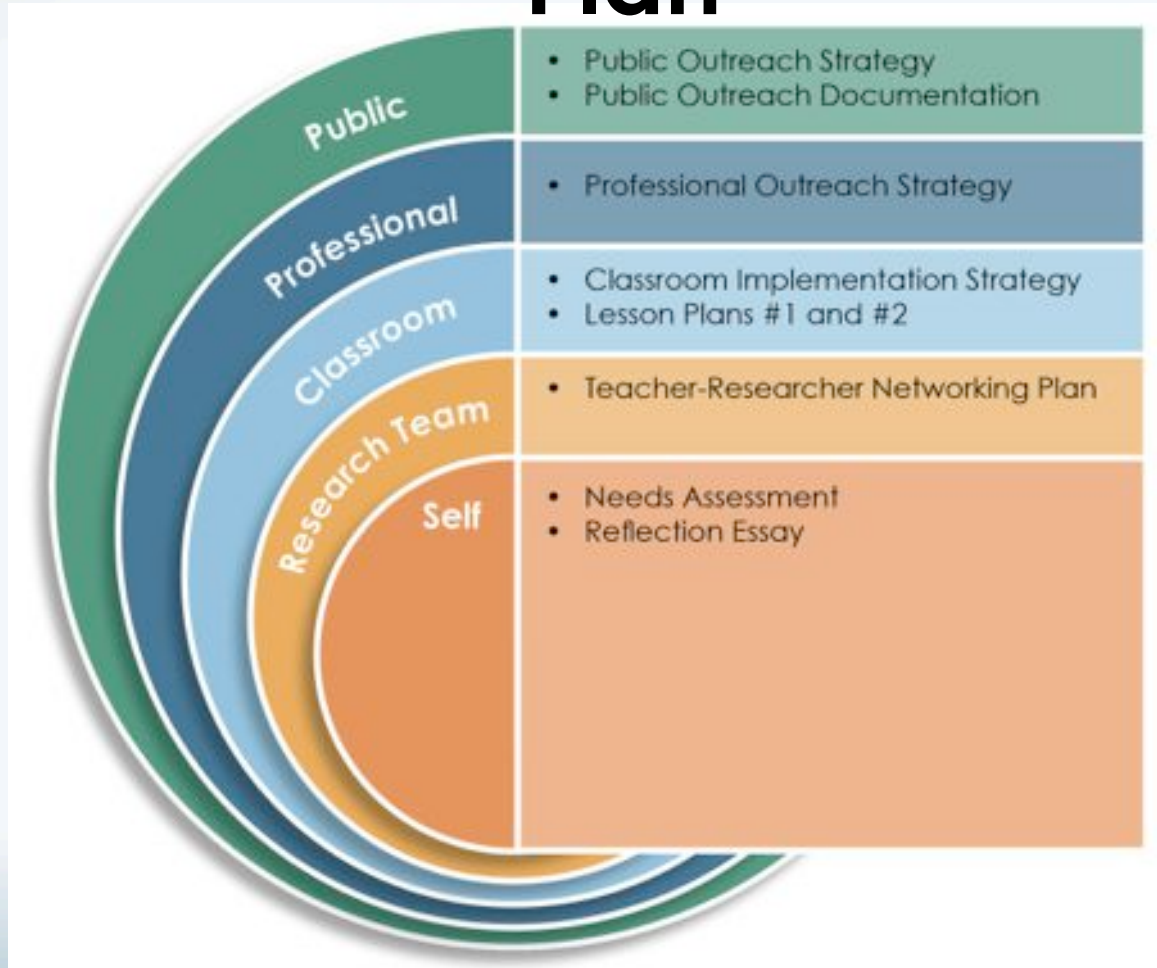 Plan
Public
• Public Outreach Strategy
• Public Outreach Documentation
Professional
• Professional Outreach Strategy
Classroom
• Classroom Implementation Strategy
• Lesson Plans #1 and #2
Research Team
• Teacher-Researcher Networking Plan
Self
• Needs Assessment
• Reflection Essay